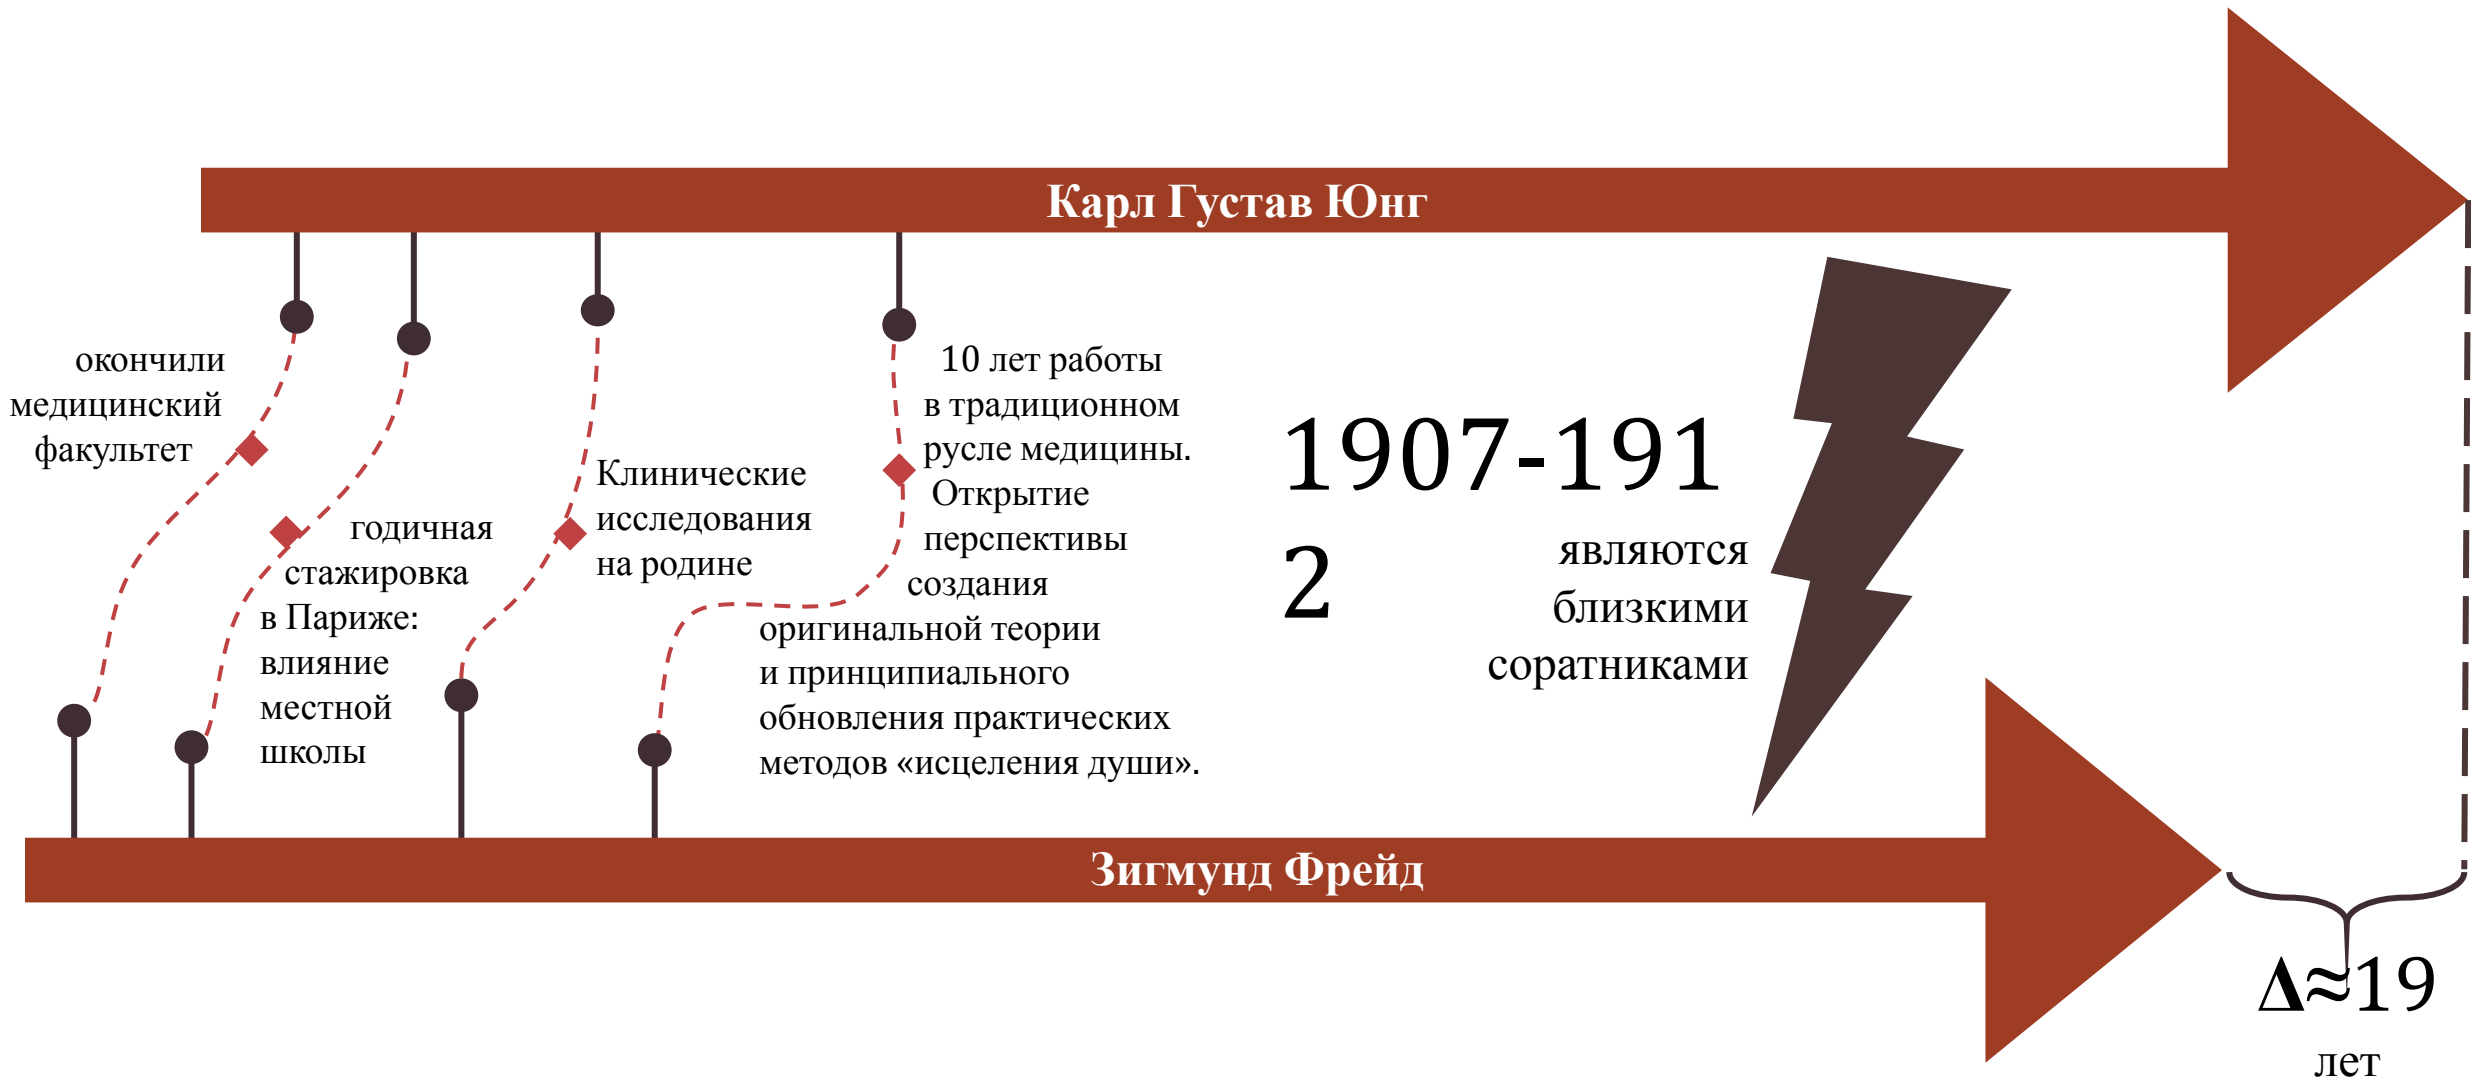 Карл Густав Юнг
окончили
медицинский
факультет
годичная
стажировка
в Париже:
влияние
местной
школы
Клинические
исследования
на родине
10 лет работы
в традиционном
русле медицины.
Открытие
перспективы
создания
оригинальной теории
и принципиального
обновления практических
методов «исцеления души».
1907-191
2
являются
близкими
соратниками
Зигмунд Фрейд
Δ≈19
лет